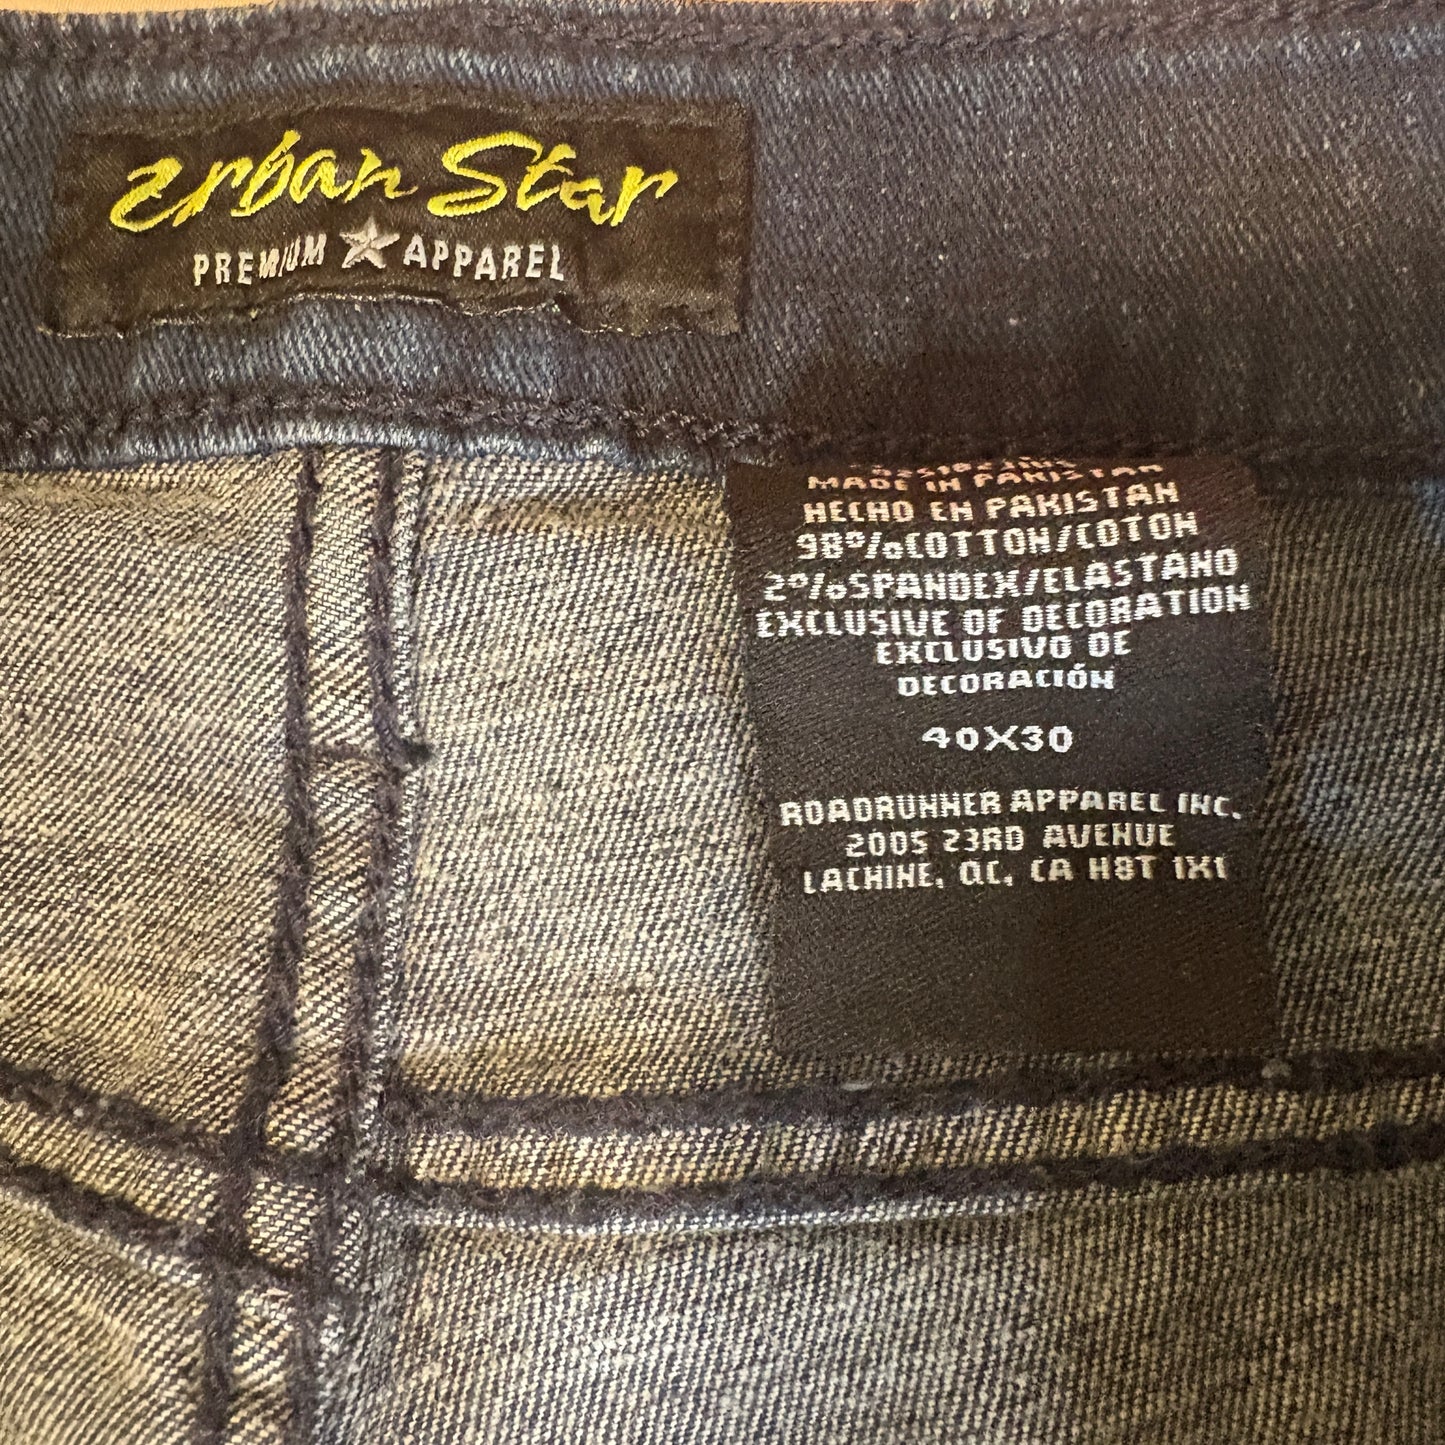 Urban Star
PREMIUM APPAREL
MADE IN PAKISTAN
HECHO EN PAKISTAN
98%COTTON/COTON
2%SPANDEX/ELASTANO
EXCLUSIVE OF DECORATION
EXCLUSIVO DE
DECORACIÓN
40X30
ROADRUNNER APPAREL INC.
2005 23RD AVENUE
LACHINE, QC, CA H8T 1X1